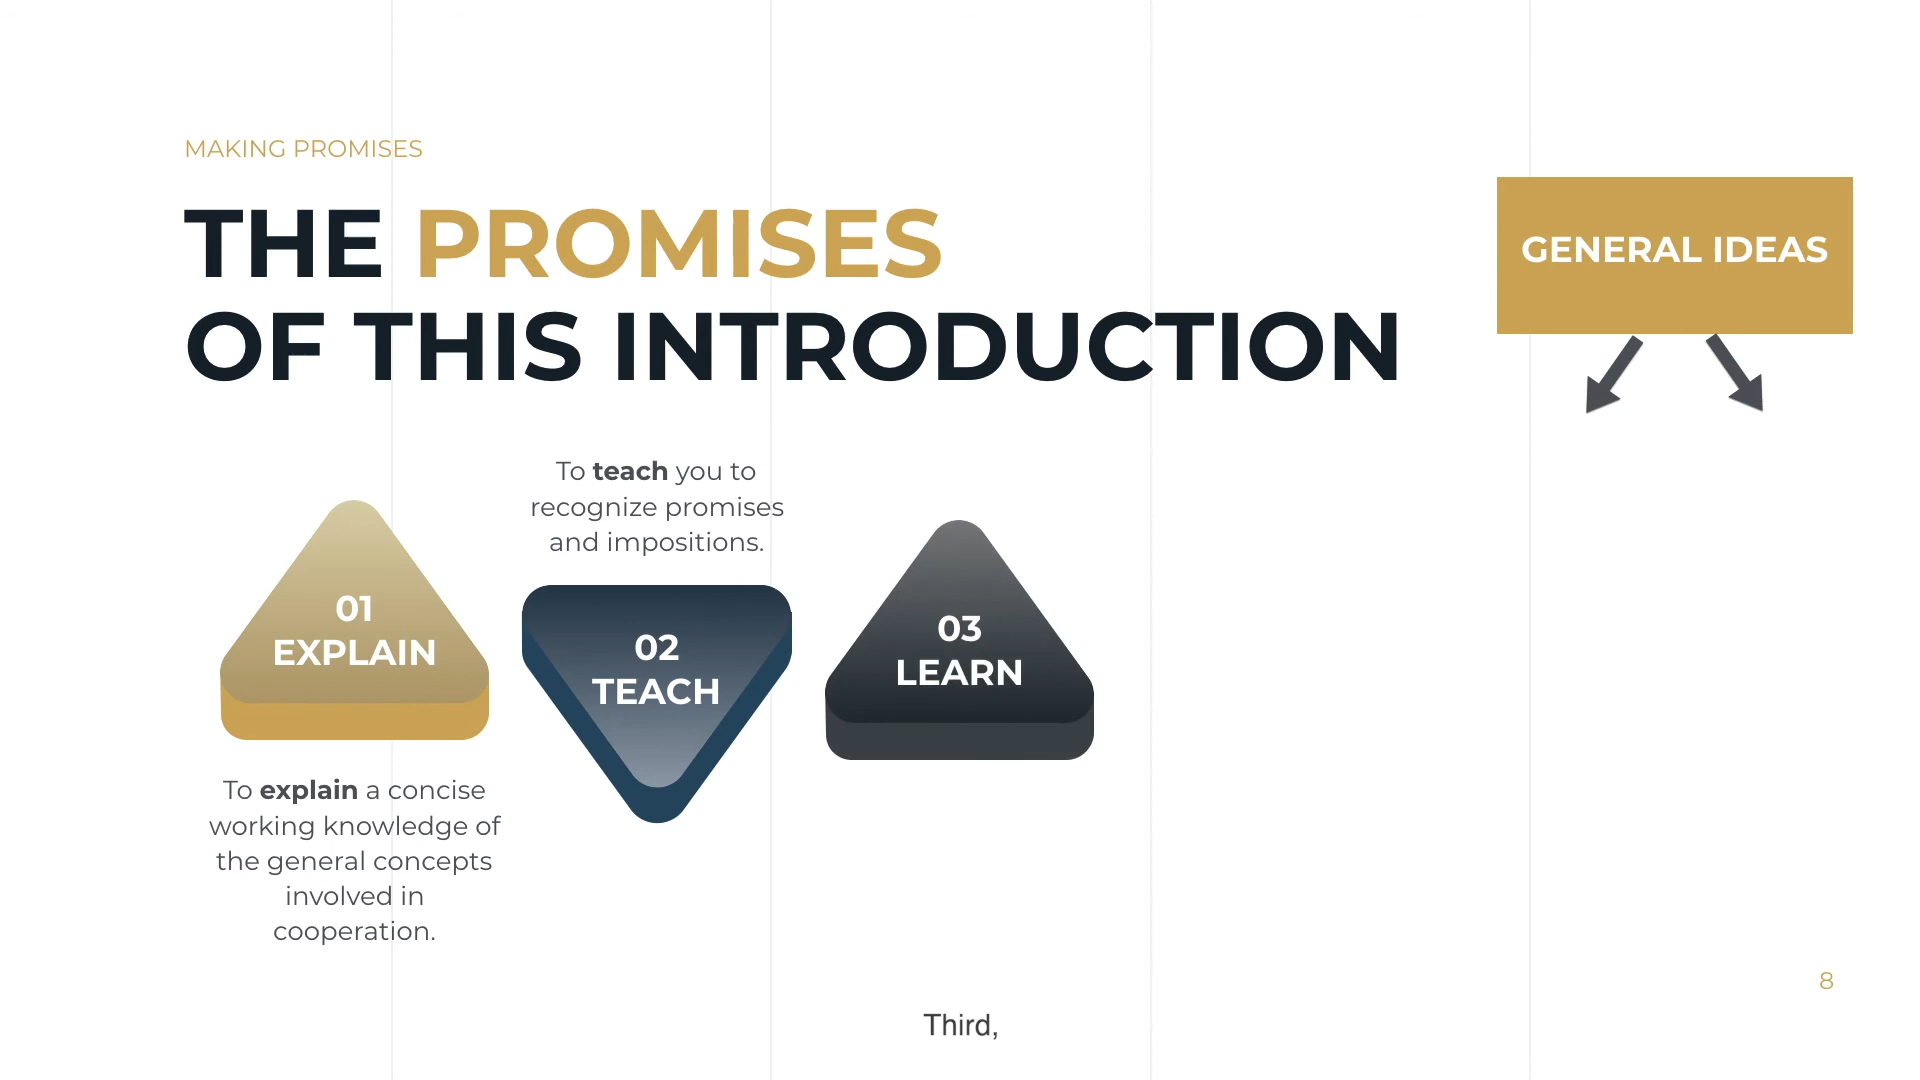 MAKING PROMISES
THE PROMISES
OF THIS INTRODUCTION
GENERAL IDEAS
To teach you to
recognize promises
and impositions.
01
EXPLAIN
02
TEACH
03
LEARN
To explain a concise
working knowledge of
the general concepts
involved in
cooperation.
8
Third,